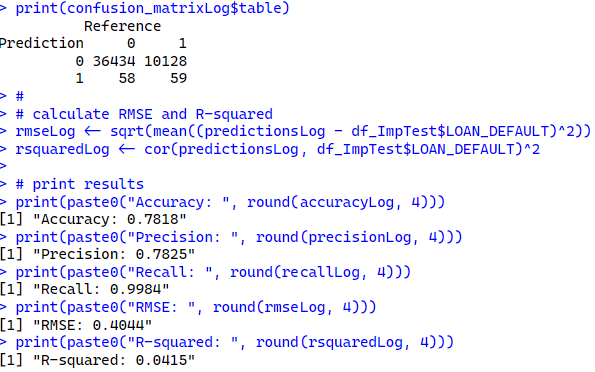 > print(confusion_matrixLog$table)
          Reference
Prediction     0     1
         0 36434 10128
         1    58    59
> #
> # calculate RMSE and R-squared
> rmseLog <- sqrt(mean((predictionsLog - df_ImpTest$LOAN_DEFAULT)^2))
> rsquaredLog <- cor(predictionsLog, df_ImpTest$LOAN_DEFAULT)^2
>
> # print results
> print(paste0("Accuracy: ", round(accuracyLog, 4)))
[1] "Accuracy: 0.7818"
> print(paste0("Precision: ", round(precisionLog, 4)))
[1] "Precision: 0.7825"
> print(paste0("Recall: ", round(recallLog, 4)))
[1] "Recall: 0.9984"
> print(paste0("RMSE: ", round(rmseLog, 4)))
[1] "RMSE: 0.4044"
> print(paste0("R-squared: ", round(rsquaredLog, 4)))
[1] "R-squared: 0.0415"